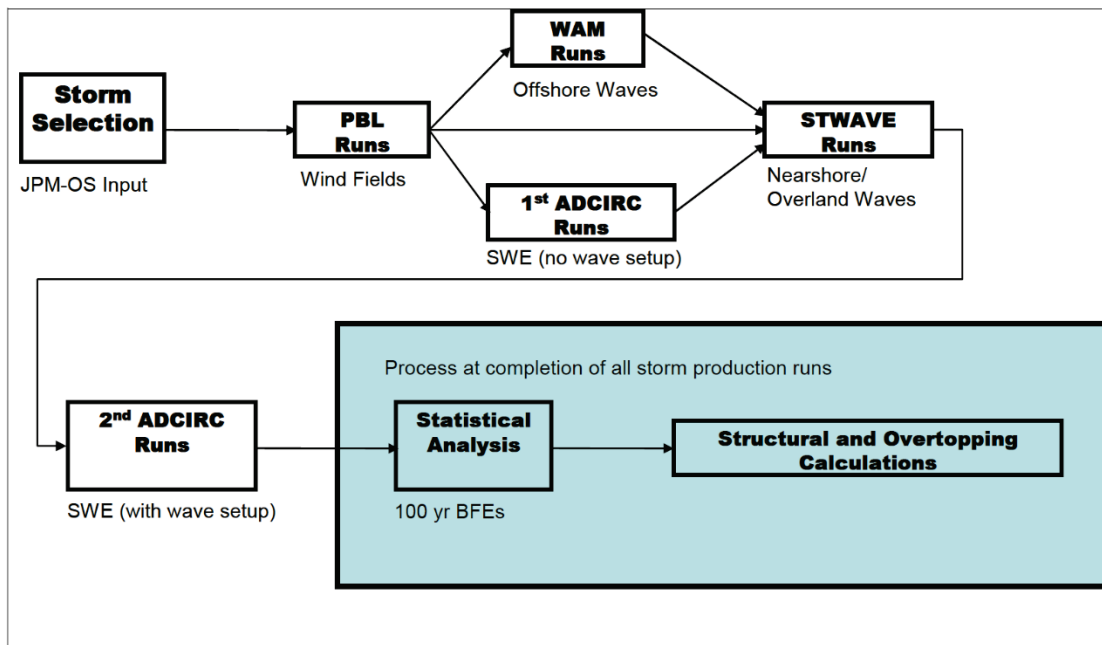 Storm
Selection
JPM-OS Input
PBL
Runs
Wind Fields
WAM
Runs
Offshore Waves
1st ADCIRC
Runs
SWE (no wave setup)
STWAVE
Runs
Nearshore/
Overland Waves
2nd ADCIRC
Runs
SWE (with wave setup)
Process at completion of all storm production runs
Statistical
Analysis
100 yr BFEs
Structural and Overtopping
Calculations